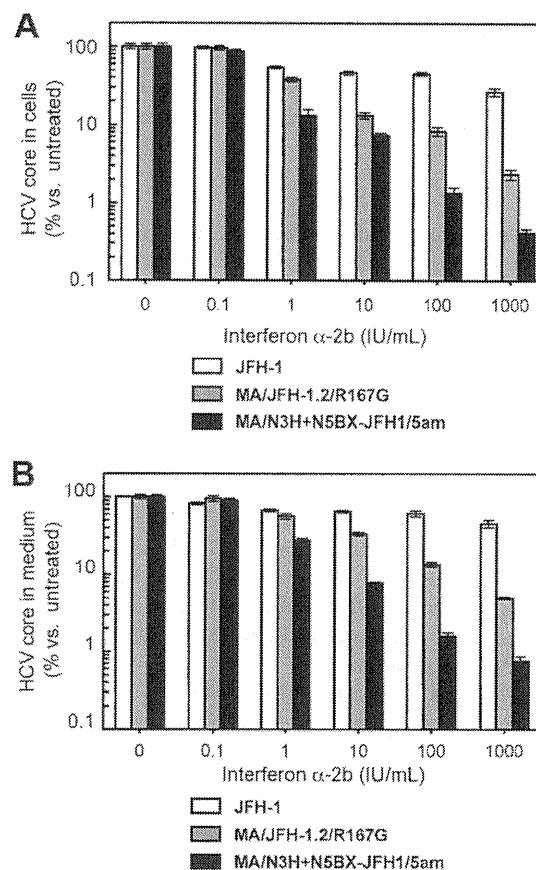 A
HCV core in cells
(% vs. untreated)
100
10
1
0.1
0 0.1 1 10 100 1000
Interferon α-2b (IU/mL)
JFH-1
MA/JFH-1.2/R167G
MA/N3H+N5BX-JFH1/5am
B
HCV core in medium
(% vs. untreated)
100
10
1
0.1
0 0.1 1 10 100 1000
Interferon α-2b (IU/mL)
JFH-1
MA/JFH-1.2/R167G
MA/N3H+N5BX-JFH1/5am